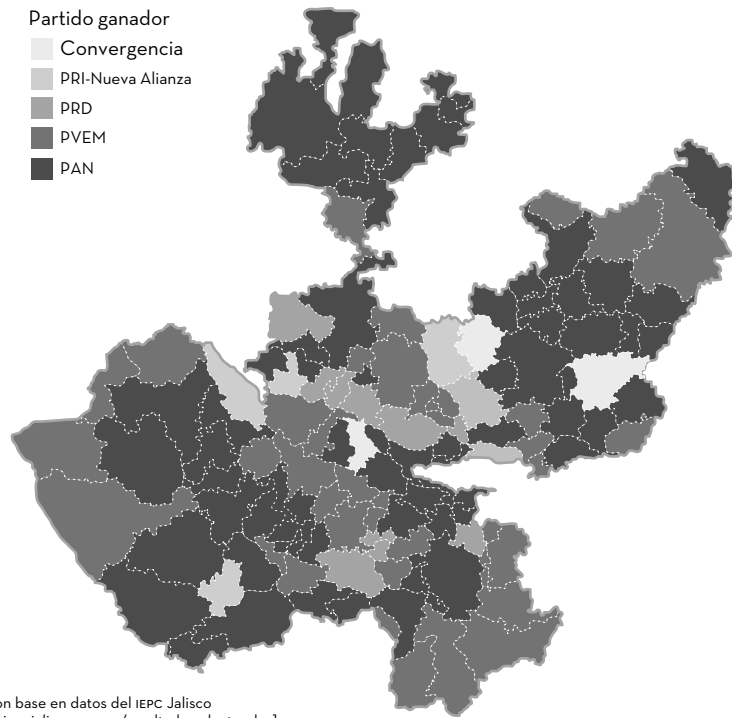 Partido ganador
Convergencia
PRI-Nueva Alianza
PRD
PVEM
PAN
on base en datos del IEPC Jalisco